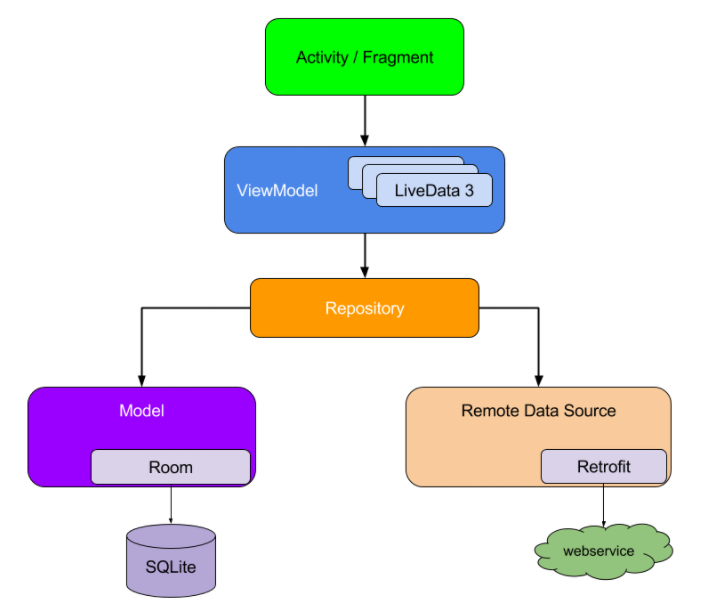 Activity / Fragment
ViewModel
LiveData 3
Repository
Model
Remote Data Source
Room
Retrofit
SQLite
webservice